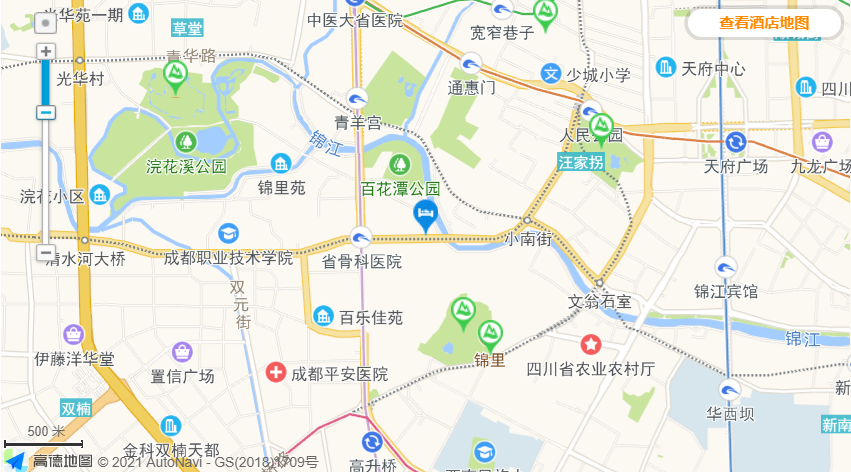 光华苑一期
中医大省医院
宽窄巷子
查看酒店地图
草堂
青华路
光华村
通惠门
少城小学
天府中心
四川
青羊宫
人民公园
锦江
浣花溪公园
汪家拐
天府广场
九龙广场
锦里苑
百花潭公园
浣花小区
小南街
清水河大桥
成都职业技术学院
省骨科医院
双元街
锦江宾馆
文翁石室
百乐佳苑
锦江
伊藤洋华堂
置信广场
锦里
四川省农业农村厅
成都平安医院
新
双楠
华西坝
新南
500 米
金科双楠天都
高升桥
高德地图 © 2021 AutoNavi - GS(2018)1709号